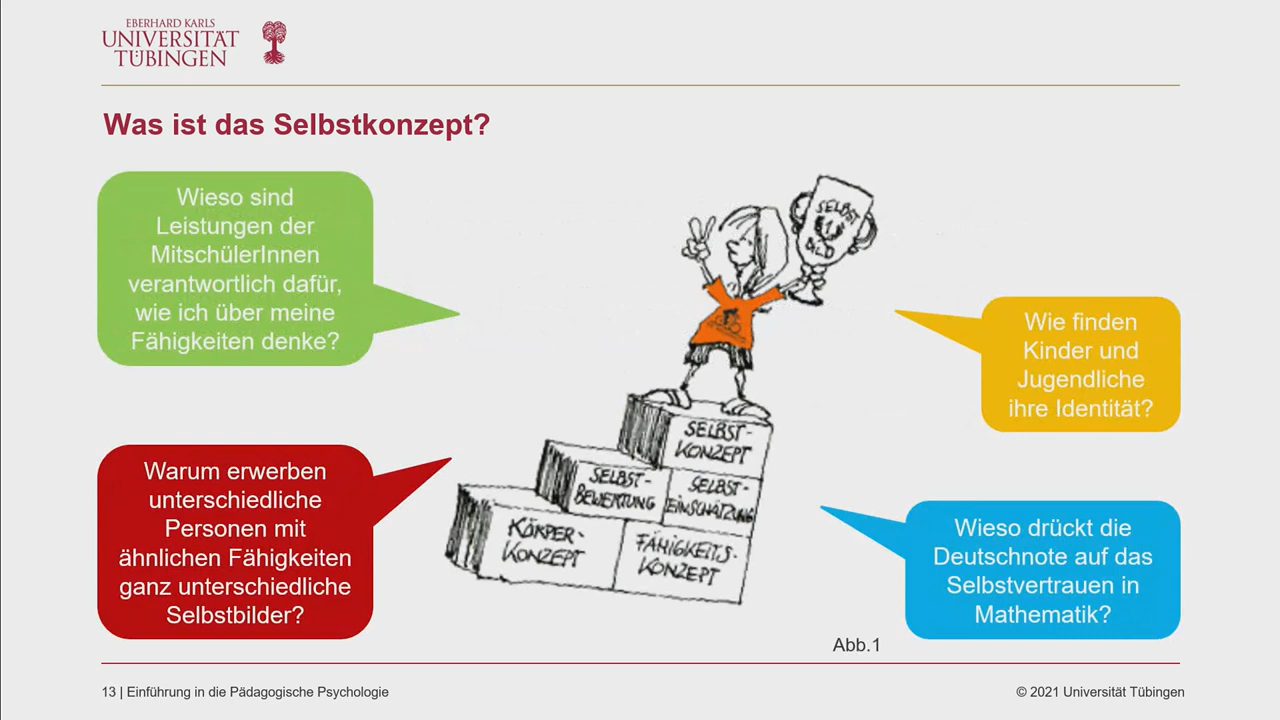 EBERHARD KARLS
UNIVERSITÄT
TÜBINGEN
Was ist das Selbstkonzept?
Wieso sind
Leistungen der
MitschülerInnen
verantwortlich dafür,
wie ich über meine
Fähigkeiten denke?
SELBST
BILD
Wie finden
Kinder und
Jugendliche
ihre Identität?
SELBST-
KONZEPT
SELBST-
BEWERTUNG
SELBST-
EINSCHÄTZUNG
KÖRPER-
KONZEPT
FÄHIGKEITS-
KONZEPT
Warum erwerben
unterschiedliche
Personen mit
ähnlichen Fähigkeiten
ganz unterschiedliche
Selbstbilder?
Wieso drückt die
Deutschnote auf das
Selbstvertrauen in
Mathematik?
Abb.1
13 | Einführung in die Pädagogische Psychologie
© 2021 Universität Tübingen